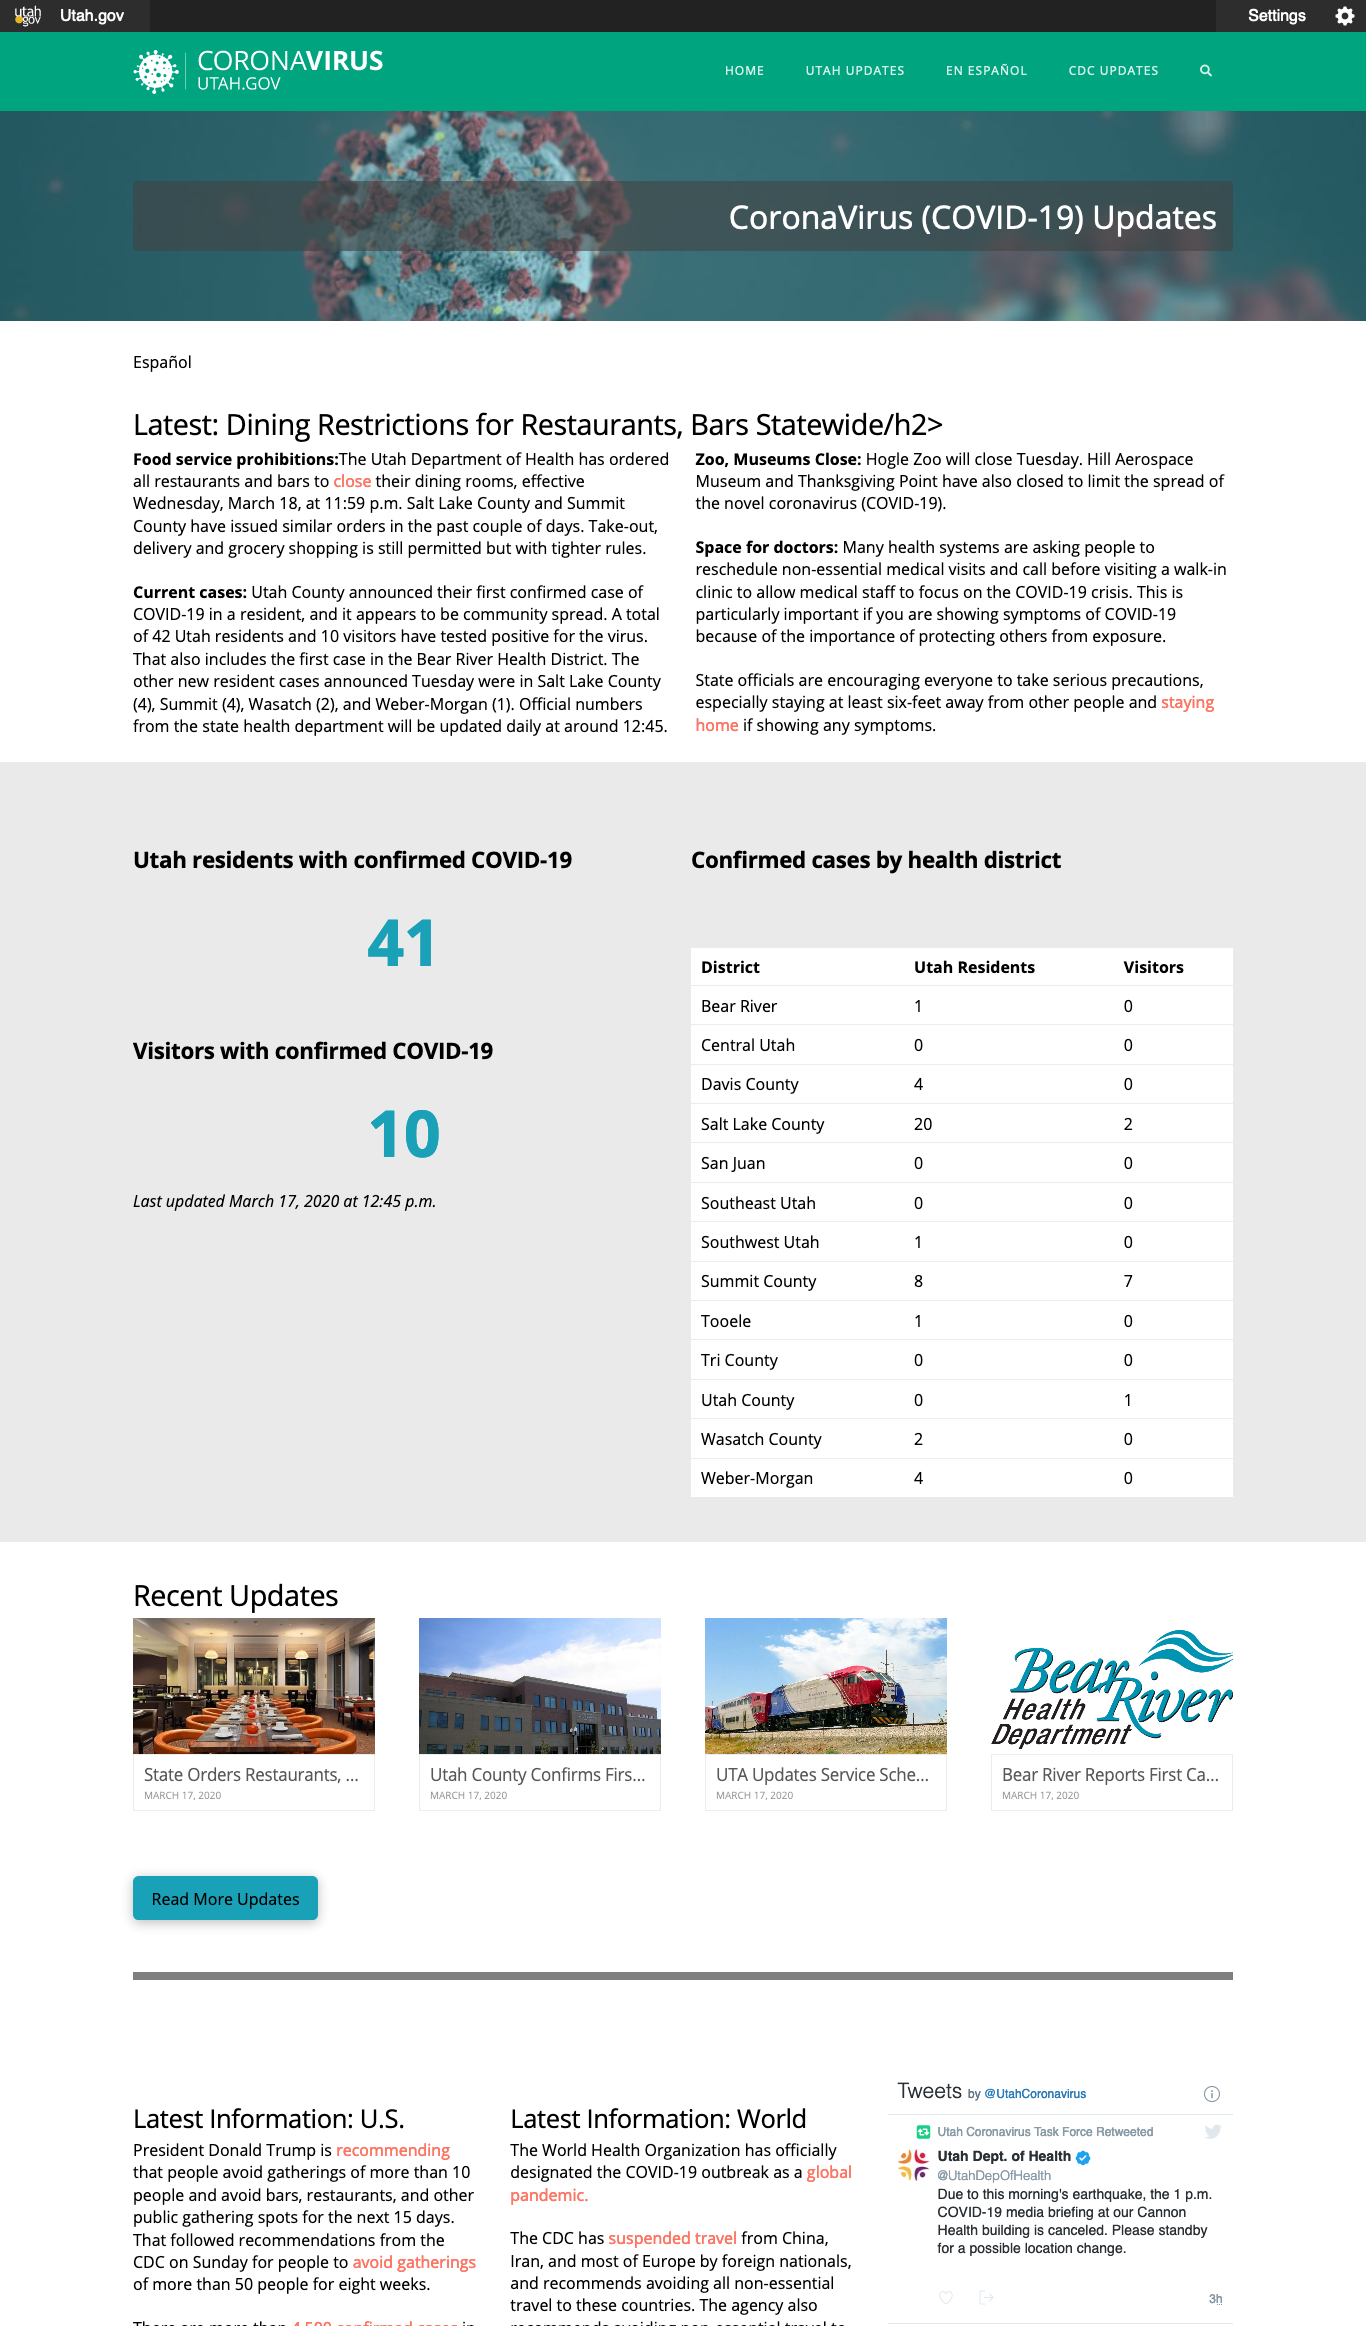 utah
gov
Utah.gov
Settings
CORONAVIRUS
UTAH.GOV
HOME
UTAH UPDATES
EN ESPAÑOL
CDC UPDATES
CoronaVirus (COVID-19) Updates
Español
Latest: Dining Restrictions for Restaurants, Bars Statewide/h2>
Food service prohibitions:The Utah Department of Health has ordered
all restaurants and bars to close their dining rooms, effective
Wednesday, March 18, at 11:59 p.m. Salt Lake County and Summit
County have issued similar orders in the past couple of days. Take-out,
delivery and grocery shopping is still permitted but with tighter rules.
Current cases: Utah County announced their first confirmed case of
COVID-19 in a resident, and it appears to be community spread. A total
of 42 Utah residents and 10 visitors have tested positive for the virus.
That also includes the first case in the Bear River Health District. The
other new resident cases announced Tuesday were in Salt Lake County
(4), Summit (4), Wasatch (2), and Weber-Morgan (1). Official numbers
from the state health department will be updated daily at around 12:45.
Zoo, Museums Close: Hogle Zoo will close Tuesday. Hill Aerospace
Museum and Thanksgiving Point have also closed to limit the spread of
the novel coronavirus (COVID-19).
Space for doctors: Many health systems are asking people to
reschedule non-essential medical visits and call before visiting a walk-in
clinic to allow medical staff to focus on the COVID-19 crisis. This is
particularly important if you are showing symptoms of COVID-19
because of the importance of protecting others from exposure.
State officials are encouraging everyone to take serious precautions,
especially staying at least six-feet away from other people and staying
home if showing any symptoms.
Utah residents with confirmed COVID-19
41
Visitors with confirmed COVID-19
10
Last updated March 17, 2020 at 12:45 p.m.
Confirmed cases by health district
District Utah Residents Visitors
Bear River 1 0
Central Utah 0 0
Davis County 4 0
Salt Lake County 20 2
San Juan 0 0
Southeast Utah 0 0
Southwest Utah 1 0
Summit County 8 7
Tooele 1 0
Tri County 0 0
Utah County 0 1
Wasatch County 2 0
Weber-Morgan 4 0
Recent Updates
State Orders Restaurants, ...
MARCH 17, 2020
Utah County Confirms Firs...
MARCH 17, 2020
UTA Updates Service Sche...
MARCH 17, 2020
Bear River
Health
Department
Bear River Reports First Ca...
MARCH 17, 2020
Read More Updates
Latest Information: U.S.
President Donald Trump is recommending
that people avoid gatherings of more than 10
people and avoid bars, restaurants, and other
public gathering spots for the next 15 days.
That followed recommendations from the
CDC on Sunday for people to avoid gatherings
of more than 50 people for eight weeks.
There are more than 4,500 confirmed cases in
Latest Information: World
The World Health Organization has officially
designated the COVID-19 outbreak as a global
pandemic.
The CDC has suspended travel from China,
Iran, and most of Europe by foreign nationals,
and recommends avoiding all non-essential
travel to these countries. The agency also
recommends avoiding non-essential travel to
Tweets by @UtahCoronavirus
Utah Coronavirus Task Force Retweeted
Utah Dept. of Health
@UtahDepOfHealth
Due to this morning's earthquake, the 1 p.m.
COVID-19 media briefing at our Cannon
Health building is canceled. Please standby
for a possible location change.
3h